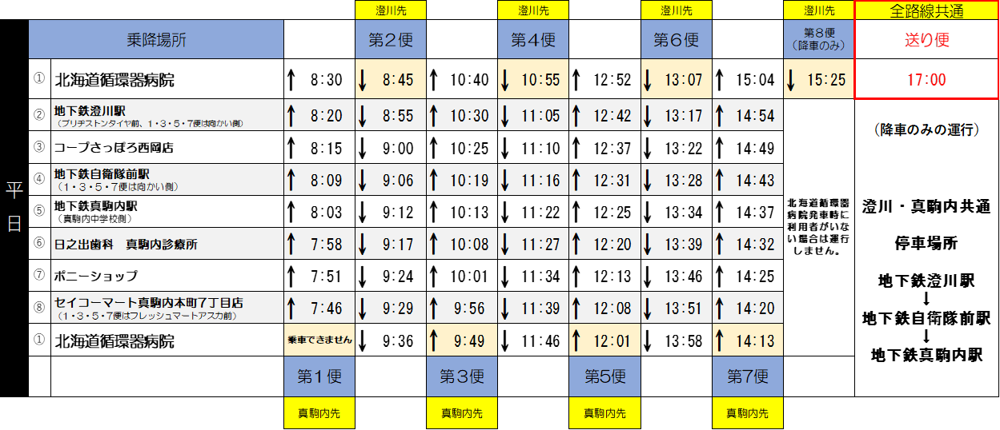 澄川先 澄川先 澄川先 澄川先 全路線共通
乗降場所 第2便 第4便 第6便 第8便 送り便
（降車のみ）
① 北海道循環器病院 ↑ 8:30 ↓ 8:45 ↑ 10:40 ↓ 10:55 ↑ 12:52 ↓ 13:07 ↑ 15:04 ↓ 15:25 17:00
② 地下鉄澄川駅 ↑ 8:20 ↓ 8:55 ↑ 10:30 ↓ 11:05 ↑ 12:42 ↓ 13:17 ↑ 14:54
（ブリヂストンタイヤ前、1・3・5・7便は向かい側）
③ コープさっぽろ西岡店 ↑ 8:15 ↓ 9:00 ↑ 10:25 ↓ 11:10 ↑ 12:37 ↓ 13:22 ↑ 14:49
④ 地下鉄自衛隊前駅 ↑ 8:09 ↓ 9:06 ↑ 10:19 ↓ 11:16 ↑ 12:31 ↓ 13:28 ↑ 14:43
（1・3・5・7便は向かい側）
⑤ 地下鉄真駒内駅 ↑ 8:03 ↓ 9:12 ↑ 10:13 ↓ 11:22 ↑ 12:25 ↓ 13:34 ↑ 14:37
（真駒内中学校側）
⑥ 日之出歯科　真駒内診療所 ↑ 7:58 ↓ 9:17 ↑ 10:08 ↓ 11:27 ↑ 12:20 ↓ 13:39 ↑ 14:32
⑦ ポニーショップ ↑ 7:51 ↓ 9:24 ↑ 10:01 ↓ 11:34 ↑ 12:13 ↓ 13:46 ↑ 14:25
⑧ セイコーマート真駒内本町7丁目店 ↑ 7:46 ↓ 9:29 ↑ 9:56 ↓ 11:39 ↑ 12:08 ↓ 13:51 ↑ 14:20
（1・3・5・7便はフレッシュマートアスカ前）
① 北海道循環器病院 乗車できません ↓ 9:36 ↑ 9:49 ↓ 11:46 ↑ 12:01 ↓ 13:58 ↑ 14:13
第1便 第3便 第5便 第7便
真駒内先 真駒内先 真駒内先 真駒内先
平日
北海道循環器
病院発車時に
利用者がいな
い場合は運行
しません。
（降車のみの運行）
澄川・真駒内共通
停車場所
地下鉄澄川駅
↓
地下鉄自衛隊前駅
↓
地下鉄真駒内駅